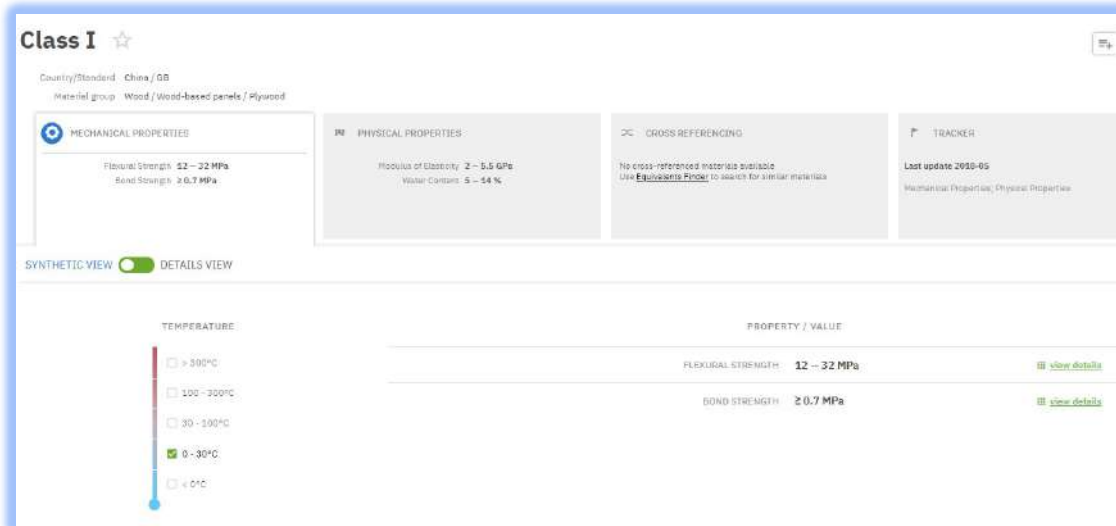 Class I
Country/Standard China / GB
Material group Wood / Wood-based panels / Plywood
MECHANICAL PROPERTIES
Flexural Strength 12 – 32 MPa
Bond Strength ≥ 0.7 MPa
PHYSICAL PROPERTIES
Modulus of Elasticity 2 – 5.5 GPa
Water Content 5 – 14 %
CROSS REFERENCING
No cross-referenced materials available
Use Equivalents Finder to search for similar materials
TRACKER
Last update 2010-05
Mechanical Properties; Physical Properties
SYNTHETIC VIEW DETAILS VIEW
TEMPERATURE
> 300°C
100 - 300°C
30 - 100°C
0 - 30°C
< 0°C
PROPERTY / VALUE
FLEXURAL STRENGTH 12 – 32 MPa view details
BOND STRENGTH ≥ 0.7 MPa view details